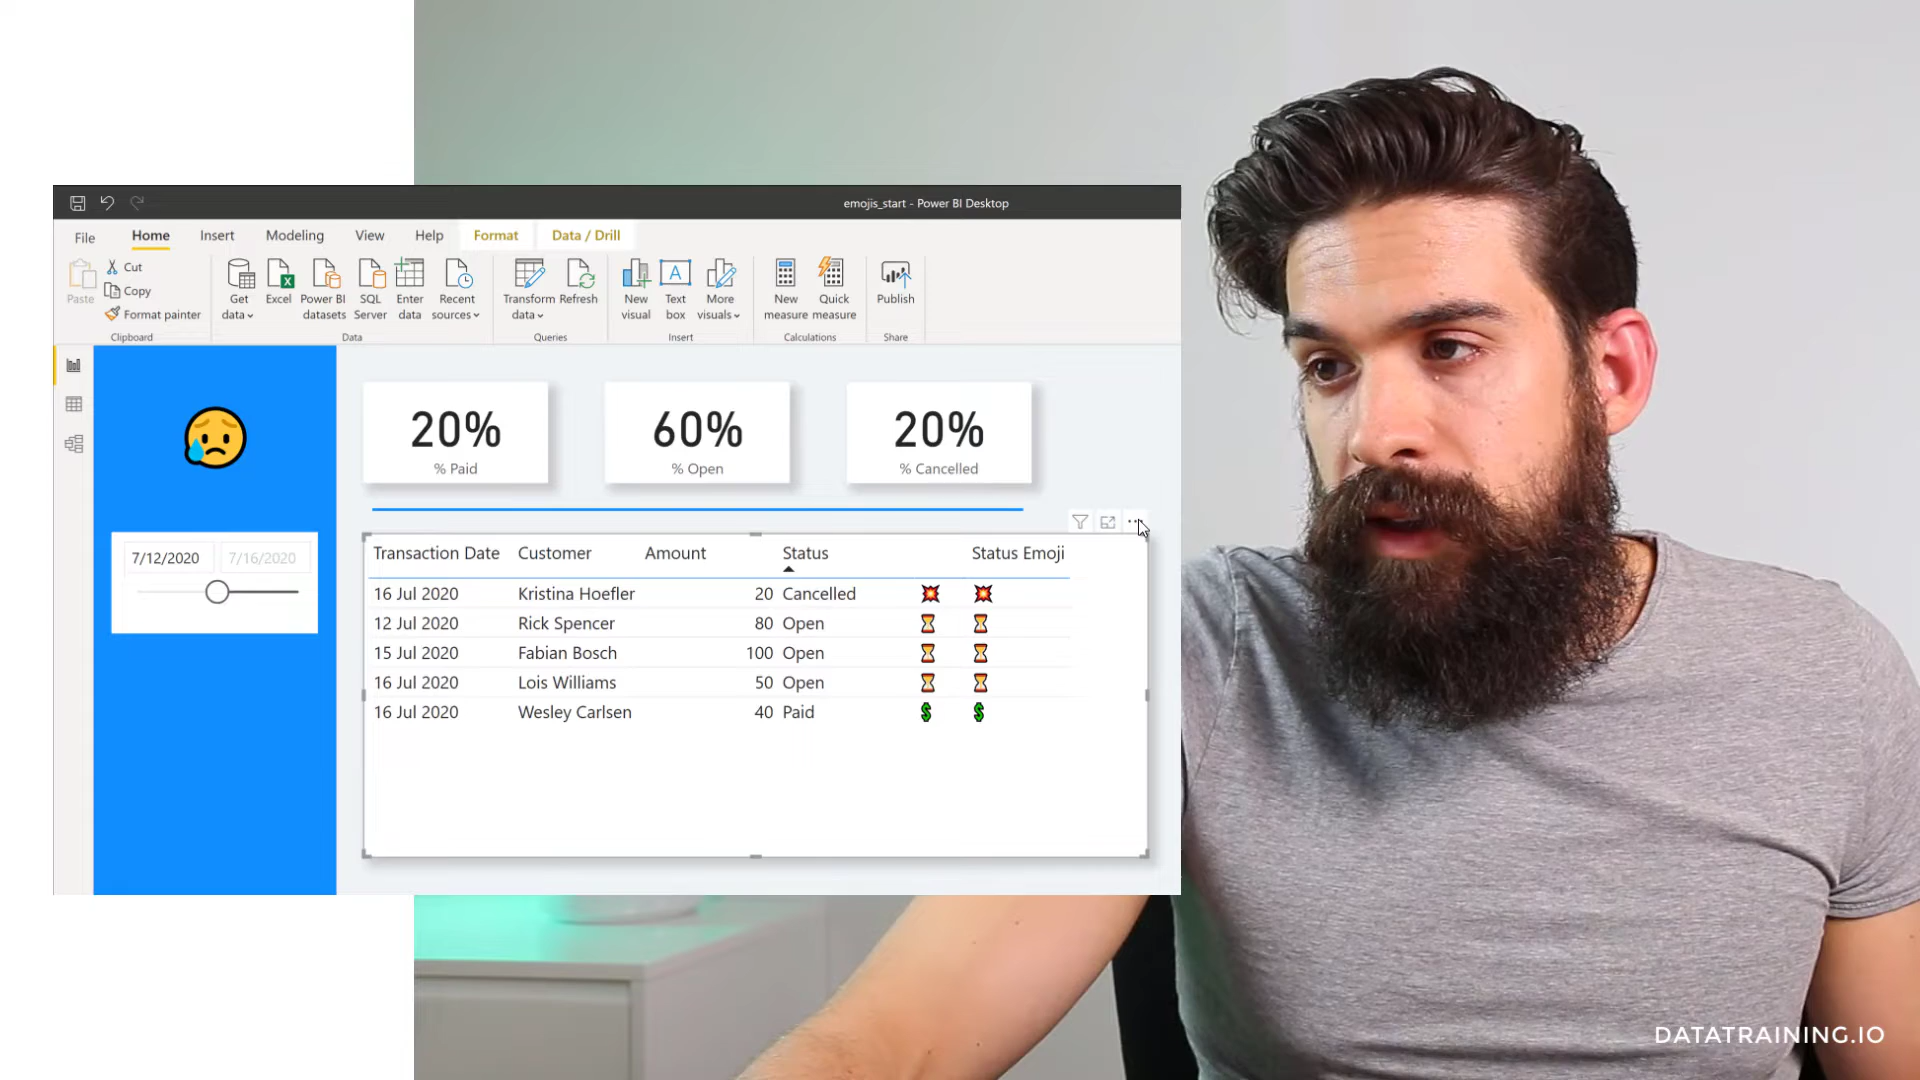 emojis_start - Power BI Desktop
File Home Insert Modeling View Help Format Data / Drill
Paste
Cut
Copy
Format painter
Clipboard
Get data
Excel
Power BI datasets
SQL Server
Enter data
Recent sources
Data
Transform data
Refresh
Queries
New visual
Text box
More visuals
Insert
New measure
Quick measure
Calculations
Publish
Share
20%
% Paid
60%
% Open
20%
% Cancelled
7/12/2020 7/16/2020
Transaction Date Customer Amount Status Status Emoji
16 Jul 2020 Kristina Hoefler 20 Cancelled
12 Jul 2020 Rick Spencer 80 Open
15 Jul 2020 Fabian Bosch 100 Open
16 Jul 2020 Lois Williams 50 Open
16 Jul 2020 Wesley Carlsen 40 Paid
DATATRAINING.IO